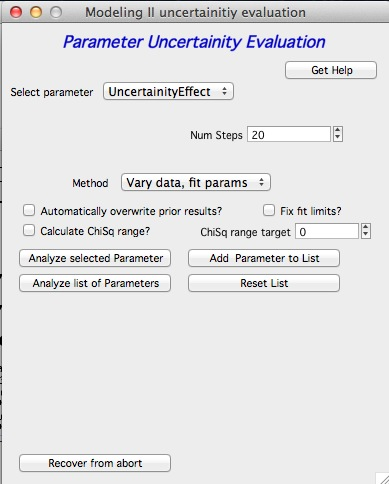 Modeling II uncertainitiy evaluation
Parameter Uncertainity Evaluation
Get Help
Select parameter UncertainityEffect
Num Steps 20
Method Vary data, fit params
Automatically overwrite prior results? Fix fit limits?
Calculate ChiSq range? ChiSq range target 0
Analyze selected Parameter Add Parameter to List
Analyze list of Parameters Reset List
Recover from abort